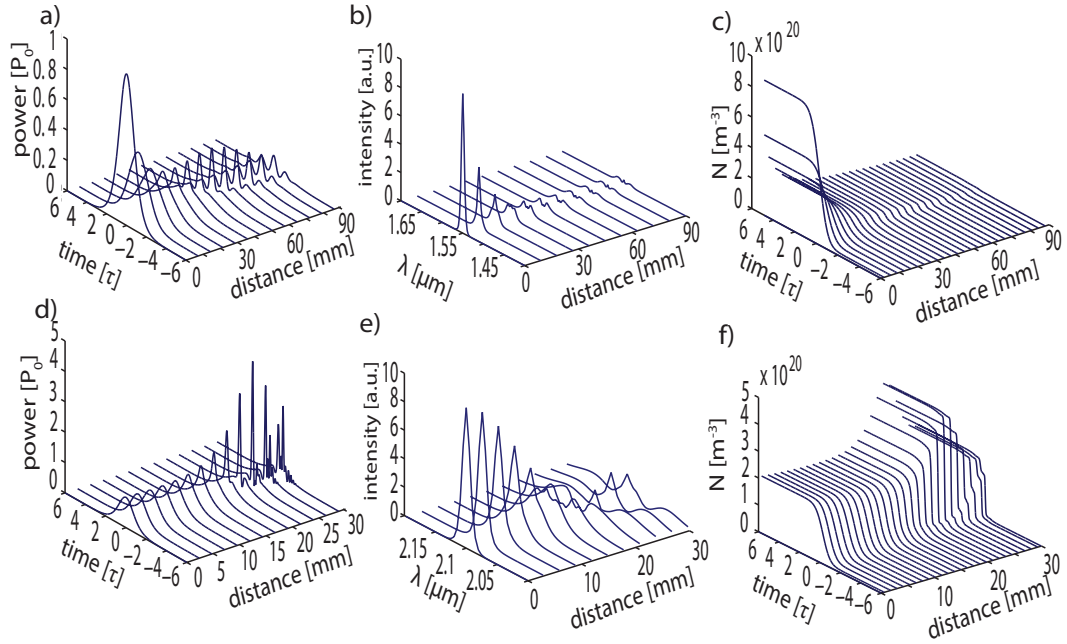 a)
power [P₀]
1
0.8
0.6
0.4
0.2
0
6 4 2 0 −2 −4 −6
time [τ]
0 30 60 90
distance [mm]
b)
intensity [a.u.]
10
8
6
4
2
0
1.65 1.55 1.45
λ [μm]
0 30 60 90
distance [mm]
c)
x 10²⁰
N [m⁻³]
10
8
6
4
2
0
6 4 2 0 −2 −4 −6
time [τ]
0 30 60 90
distance [mm]
d)
power [P₀]
5
4
3
2
1
0
6 4 2 0 −2 −4 −6
time [τ]
0 5 10 15 20 25 30
distance [mm]
e)
intensity [a.u.]
10
8
6
4
2
0
2.15 2.1 2.05
λ [μm]
0 10 20 30
distance [mm]
f)
x 10²⁰
N [m⁻³]
5
4
3
2
1
0
6 4 2 0 −2 −4 −6
time [τ]
0 10 20 30
distance [mm]